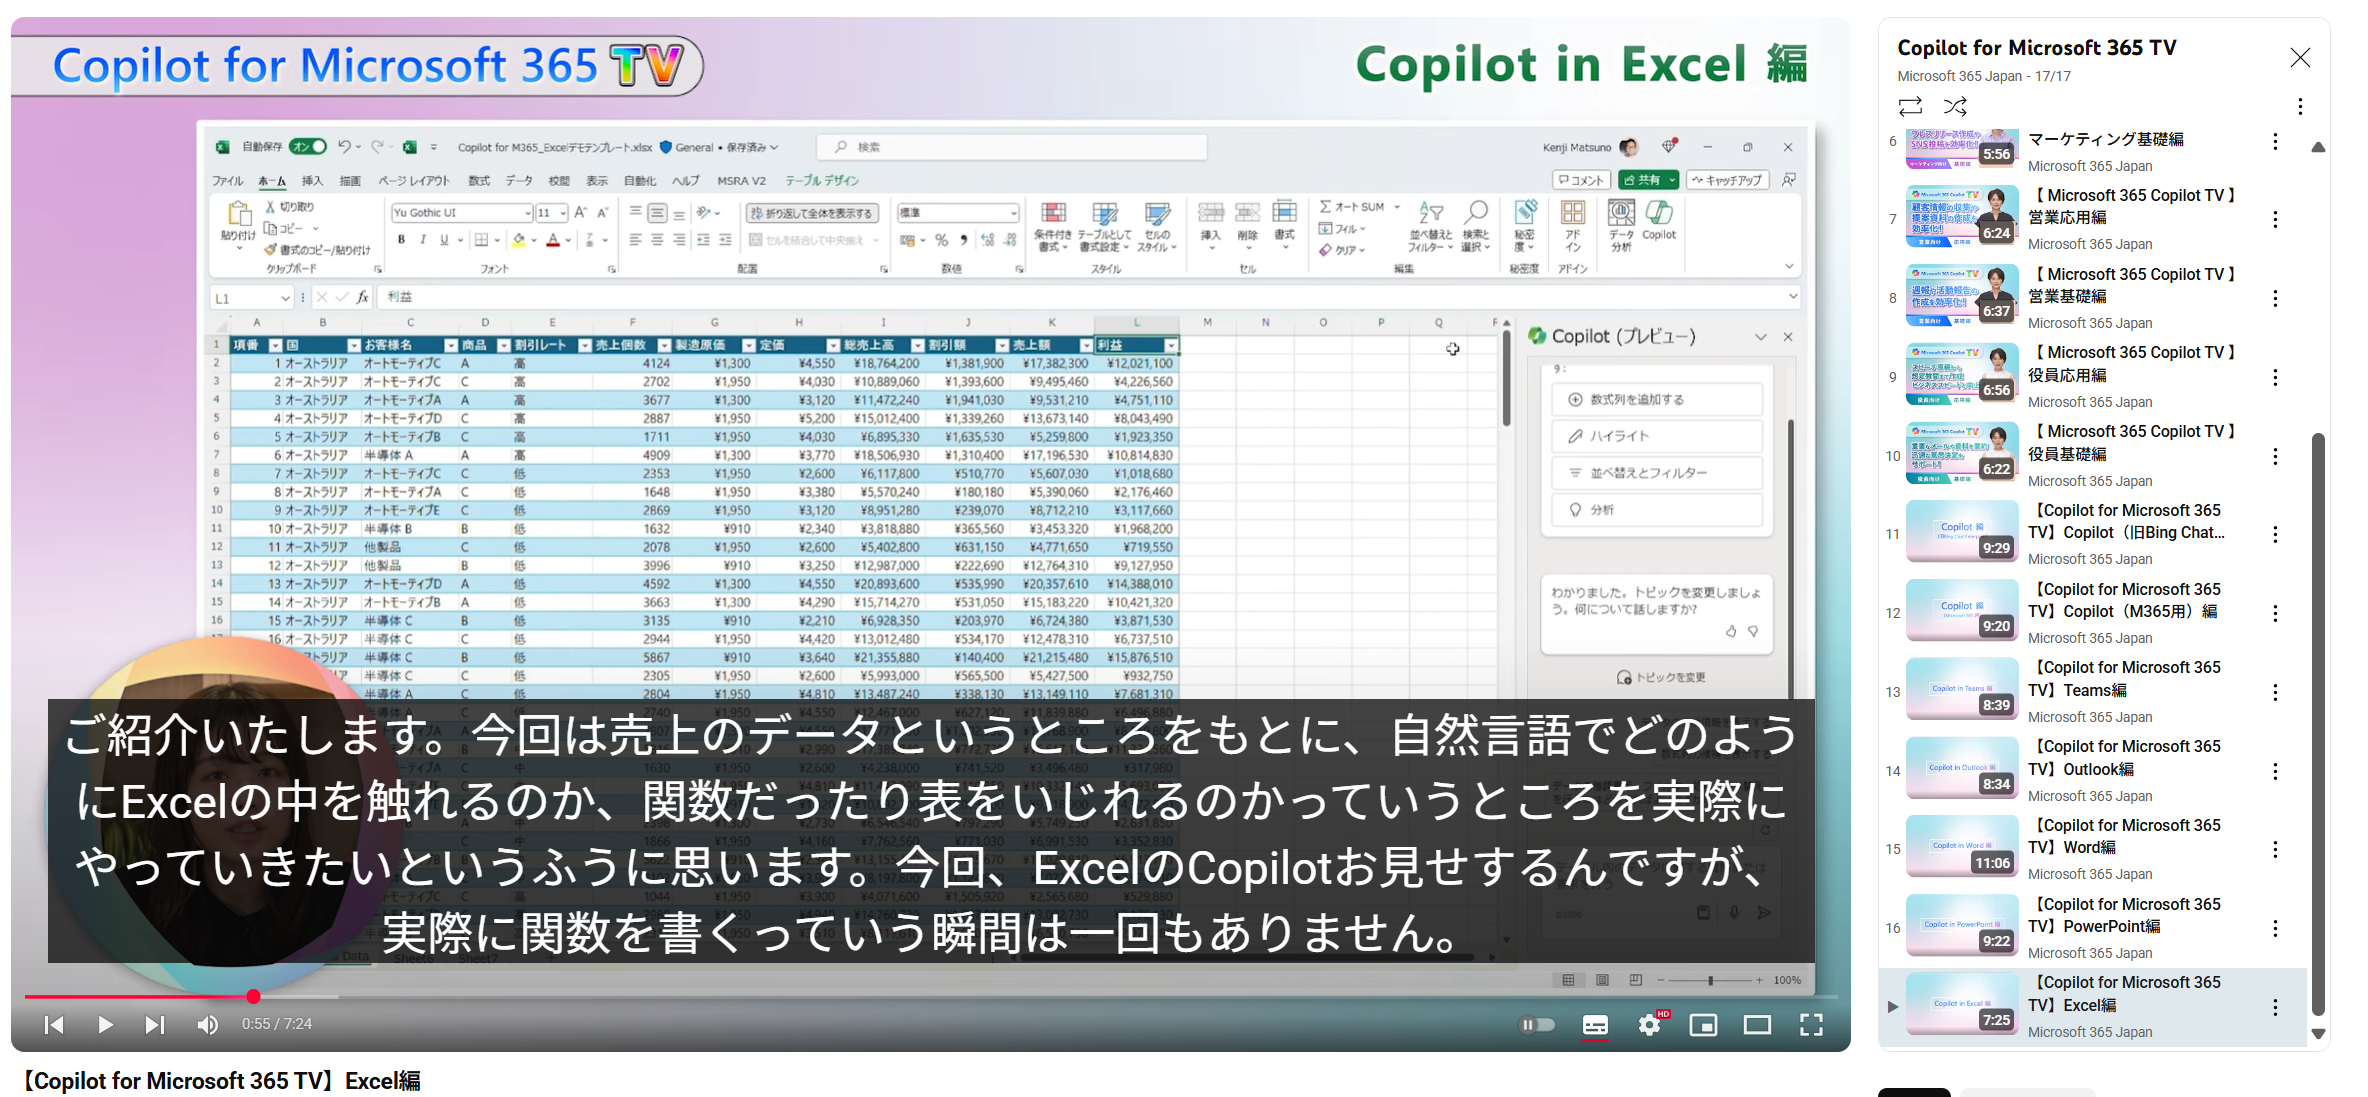 Copilot for Microsoft 365 TV
Copilot in Excel 編
自動保存 オン Copilot for M365_Excelデモテンプレート.xlsx General • 保存済み 検索 Kenji Matsuno
ファイル ホーム 挿入 描画 ページ レイアウト 数式 データ 校閲 表示 自動化 ヘルプ MSRA V2 テーブル デザイン コメント 共有 キャッチアップ
貼り付け 切り取り コピー 書式のコピー/貼り付け クリップボード
Yu Gothic UI 11 B I U フォント
折り返して全体を表示する セルを結合して中央揃え 配置
標準 % 数値
条件付き書式 テーブルとして書式設定 セルのスタイル スタイル
挿入 削除 書式 セル
オート SUM フィル クリア 並べ替えとフィルター 検索と選択 編集
秘密度 秘密度 アドイン アドイン データ分析 Copilot
L1 fx 利益
A B C D E F G H I J K L M N O P Q
1 項番 国 お客様名 商品 割引レート 売上個数 製造原価 定価 総売上高 割引額 売上額 利益
2 1 オーストラリア オートモーティブC A 高 4124 ¥1,300 ¥4,550 ¥18,764,200 ¥1,381,900 ¥17,382,300 ¥12,021,100
3 2 オーストラリア オートモーティブC C 高 2702 ¥1,950 ¥4,030 ¥10,889,060 ¥1,393,600 ¥9,495,460 ¥4,226,560
4 3 オーストラリア オートモーティブA A 高 3677 ¥1,300 ¥3,120 ¥11,472,240 ¥1,941,030 ¥9,531,210 ¥4,751,110
5 4 オーストラリア オートモーティブD C 高 2887 ¥1,950 ¥5,200 ¥15,012,400 ¥1,339,260 ¥13,673,140 ¥8,043,490
6 5 オーストラリア オートモーティブB C 高 1711 ¥1,950 ¥4,030 ¥6,895,330 ¥1,635,530 ¥5,259,800 ¥1,923,350
7 6 オーストラリア 半導体 A A 高 4909 ¥1,300 ¥3,770 ¥18,506,930 ¥1,310,400 ¥17,196,530 ¥10,814,830
8 7 オーストラリア オートモーティブC C 低 2353 ¥1,950 ¥2,600 ¥6,117,800 ¥510,770 ¥5,607,030 ¥1,018,680
9 8 オーストラリア オートモーティブA C 低 1648 ¥1,950 ¥3,380 ¥5,570,240 ¥180,180 ¥5,390,060 ¥2,176,460
10 9 オーストラリア オートモーティブE C 低 2869 ¥1,950 ¥3,120 ¥8,951,280 ¥239,070 ¥8,712,210 ¥3,117,660
11 10 オーストラリア 半導体 B B 低 1632 ¥910 ¥2,340 ¥3,818,880 ¥365,560 ¥3,453,320 ¥1,968,200
12 11 オーストラリア 他製品 C 低 2078 ¥1,950 ¥2,600 ¥5,402,800 ¥631,150 ¥4,771,650 ¥719,550
13 12 オーストラリア 他製品 B 低 3996 ¥910 ¥3,250 ¥12,987,000 ¥222,690 ¥12,764,310 ¥9,127,950
14 13 オーストラリア オートモーティブD A 低 4592 ¥1,300 ¥4,550 ¥20,893,600 ¥535,990 ¥20,357,610 ¥14,388,010
15 14 オーストラリア オートモーティブB A 低 3663 ¥1,300 ¥4,290 ¥15,714,270 ¥531,050 ¥15,183,220 ¥10,421,320
16 15 オーストラリア 半導体 C B 低 3135 ¥910 ¥2,210 ¥6,928,350 ¥203,970 ¥6,724,380 ¥3,871,530
16 オーストラリア 半導体 C C 低 2944 ¥1,950 ¥4,420 ¥13,012,480 ¥534,170 ¥12,478,310 ¥6,737,510
ストラリア 半導体 C B 低 5867 ¥910 ¥3,640 ¥21,355,880 ¥140,400 ¥21,215,480 ¥15,876,510
ラリア 半導体 C C 低 2305 ¥1,950 ¥2,600 ¥5,993,000 ¥565,500 ¥5,427,500 ¥932,750
半導体 A C 低 2804 ¥1,950 ¥4,810 ¥13,487,240 ¥338,130 ¥13,149,110 ¥7,681,310
Copilot (プレビュー)
9:
数式列を追加する
ハイライト
並べ替えとフィルター
分析
わかりました。トピックを変更しましょ
う。何について話しますか?
トピックを変更
ご紹介いたします。今回は売上のデータというところをもとに、自然言語でどのよう
にExcelの中を触れるのか、関数だったり表をいじれるのかっていうところを実際に
やっていきたいというふうに思います。今回、ExcelのCopilotお見せするんですが、
実際に関数を書くっていう瞬間は一回もありません。
100%
0:55 / 7:24
HD
【Copilot for Microsoft 365 TV】Excel編
Copilot for Microsoft 365 TV
Microsoft 365 Japan - 17/17
6 5:56 マーケティング基礎編
Microsoft 365 Japan
7 6:24 【 Microsoft 365 Copilot TV 】
営業応用編
Microsoft 365 Japan
8 6:37 【 Microsoft 365 Copilot TV 】
営業基礎編
Microsoft 365 Japan
9 6:56 【 Microsoft 365 Copilot TV 】
役員応用編
Microsoft 365 Japan
10 6:22 【 Microsoft 365 Copilot TV 】
役員基礎編
Microsoft 365 Japan
11 Copilot 編 9:29 【Copilot for Microsoft 365
TV】Copilot（旧Bing Chat...
Microsoft 365 Japan
12 Copilot 編 9:20 【Copilot for Microsoft 365
TV】Copilot（M365用）編
Microsoft 365 Japan
13 Copilot in Teams 編 8:39 【Copilot for Microsoft 365
TV】Teams編
Microsoft 365 Japan
14 Copilot in Outlook 編 8:34 【Copilot for Microsoft 365
TV】Outlook編
Microsoft 365 Japan
15 Copilot in Word 編 11:06 【Copilot for Microsoft 365
TV】Word編
Microsoft 365 Japan
16 Copilot in PowerPoint 編 9:22 【Copilot for Microsoft 365
TV】PowerPoint編
Microsoft 365 Japan
Copilot in Excel 編 7:25 【Copilot for Microsoft 365
TV】Excel編
Microsoft 365 Japan